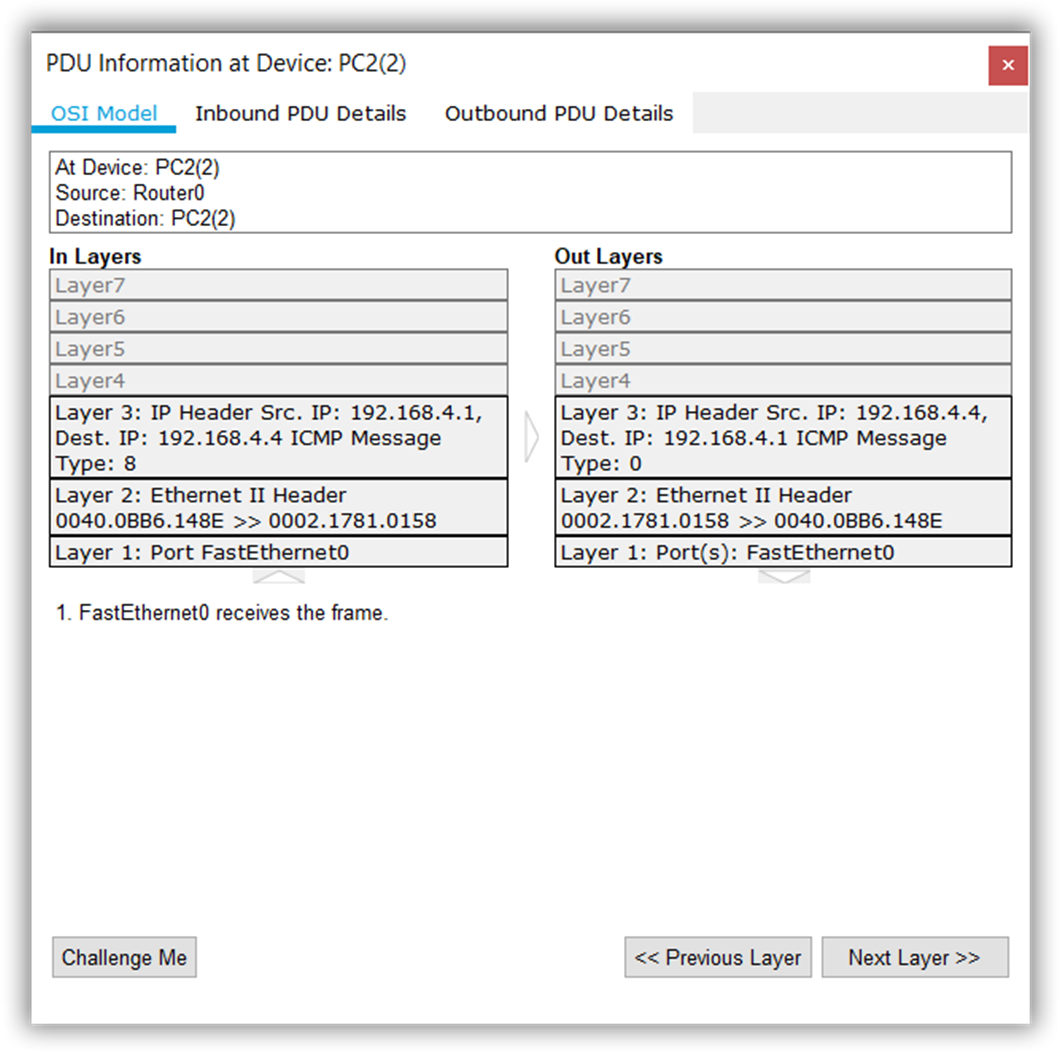 PDU Information at Device: PC2(2)
×
OSI Model
Inbound PDU Details
Outbound PDU Details
At Device: PC2(2)
Source: Router0
Destination: PC2(2)
In Layers
Layer7
Layer6
Layer5
Layer4
Layer 3: IP Header Src. IP: 192.168.4.1,
Dest. IP: 192.168.4.4 ICMP Message
Type: 8
Layer 2: Ethernet II Header
0040.0BB6.148E >> 0002.1781.0158
Layer 1: Port FastEthernet0
Out Layers
Layer7
Layer6
Layer5
Layer4
Layer 3: IP Header Src. IP: 192.168.4.4,
Dest. IP: 192.168.4.1 ICMP Message
Type: 0
Layer 2: Ethernet II Header
0002.1781.0158 >> 0040.0BB6.148E
Layer 1: Port(s): FastEthernet0
1. FastEthernet0 receives the frame.
Challenge Me
<< Previous Layer
Next Layer >>